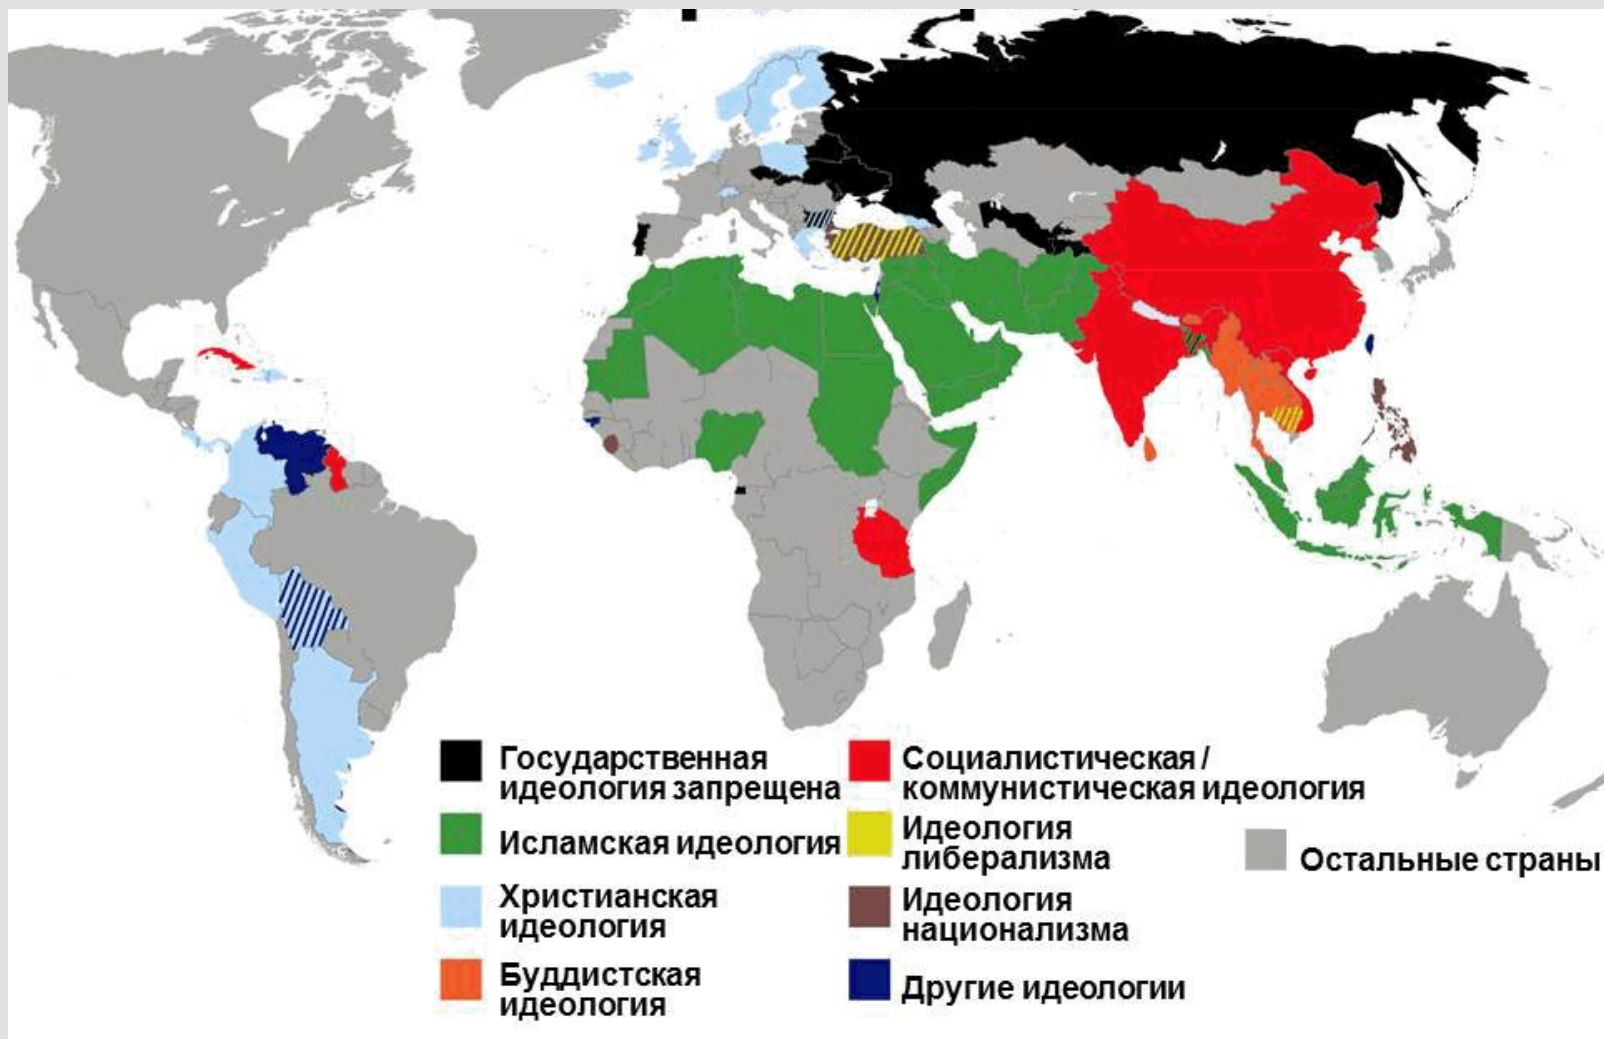 Государственная
идеология запрещена
Исламская идеология
Христианская
идеология
Буддистская
идеология
Социалистическая /
коммунистическая идеология
Идеология
либерализма
Идеология
национализма
Другие идеологии
Остальные страны